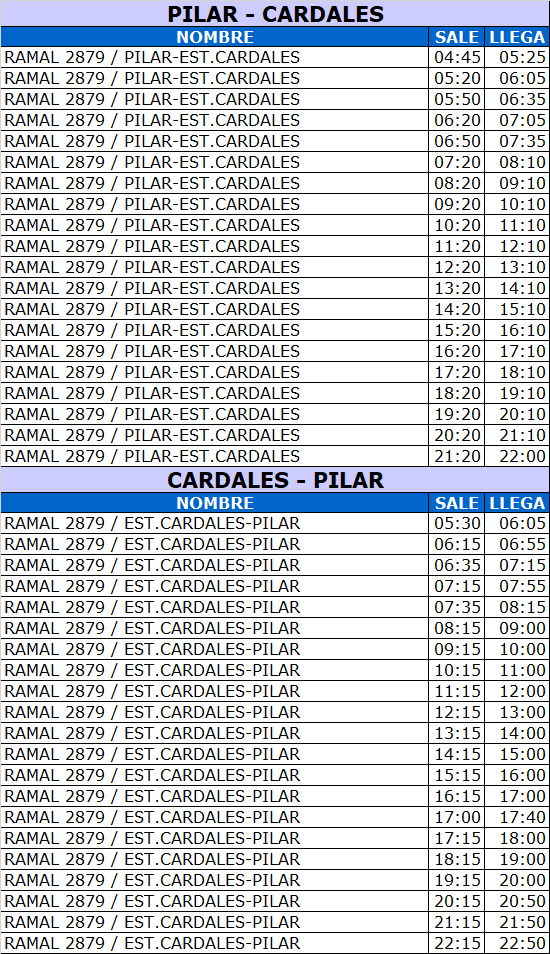 PILAR - CARDALES
NOMBRE SALE LLEGA
RAMAL 2879 / PILAR-EST.CARDALES 04:45 05:25
RAMAL 2879 / PILAR-EST.CARDALES 05:20 06:05
RAMAL 2879 / PILAR-EST.CARDALES 05:50 06:35
RAMAL 2879 / PILAR-EST.CARDALES 06:20 07:05
RAMAL 2879 / PILAR-EST.CARDALES 06:50 07:35
RAMAL 2879 / PILAR-EST.CARDALES 07:20 08:10
RAMAL 2879 / PILAR-EST.CARDALES 08:20 09:10
RAMAL 2879 / PILAR-EST.CARDALES 09:20 10:10
RAMAL 2879 / PILAR-EST.CARDALES 10:20 11:10
RAMAL 2879 / PILAR-EST.CARDALES 11:20 12:10
RAMAL 2879 / PILAR-EST.CARDALES 12:20 13:10
RAMAL 2879 / PILAR-EST.CARDALES 13:20 14:10
RAMAL 2879 / PILAR-EST.CARDALES 14:20 15:10
RAMAL 2879 / PILAR-EST.CARDALES 15:20 16:10
RAMAL 2879 / PILAR-EST.CARDALES 16:20 17:10
RAMAL 2879 / PILAR-EST.CARDALES 17:20 18:10
RAMAL 2879 / PILAR-EST.CARDALES 18:20 19:10
RAMAL 2879 / PILAR-EST.CARDALES 19:20 20:10
RAMAL 2879 / PILAR-EST.CARDALES 20:20 21:10
RAMAL 2879 / PILAR-EST.CARDALES 21:20 22:00
CARDALES - PILAR
NOMBRE SALE LLEGA
RAMAL 2879 / EST.CARDALES-PILAR 05:30 06:05
RAMAL 2879 / EST.CARDALES-PILAR 06:15 06:55
RAMAL 2879 / EST.CARDALES-PILAR 06:35 07:15
RAMAL 2879 / EST.CARDALES-PILAR 07:15 07:55
RAMAL 2879 / EST.CARDALES-PILAR 07:35 08:15
RAMAL 2879 / EST.CARDALES-PILAR 08:15 09:00
RAMAL 2879 / EST.CARDALES-PILAR 09:15 10:00
RAMAL 2879 / EST.CARDALES-PILAR 10:15 11:00
RAMAL 2879 / EST.CARDALES-PILAR 11:15 12:00
RAMAL 2879 / EST.CARDALES-PILAR 12:15 13:00
RAMAL 2879 / EST.CARDALES-PILAR 13:15 14:00
RAMAL 2879 / EST.CARDALES-PILAR 14:15 15:00
RAMAL 2879 / EST.CARDALES-PILAR 15:15 16:00
RAMAL 2879 / EST.CARDALES-PILAR 16:15 17:00
RAMAL 2879 / EST.CARDALES-PILAR 17:00 17:40
RAMAL 2879 / EST.CARDALES-PILAR 17:15 18:00
RAMAL 2879 / EST.CARDALES-PILAR 18:15 19:00
RAMAL 2879 / EST.CARDALES-PILAR 19:15 20:00
RAMAL 2879 / EST.CARDALES-PILAR 20:15 20:50
RAMAL 2879 / EST.CARDALES-PILAR 21:15 21:50
RAMAL 2879 / EST.CARDALES-PILAR 22:15 22:50